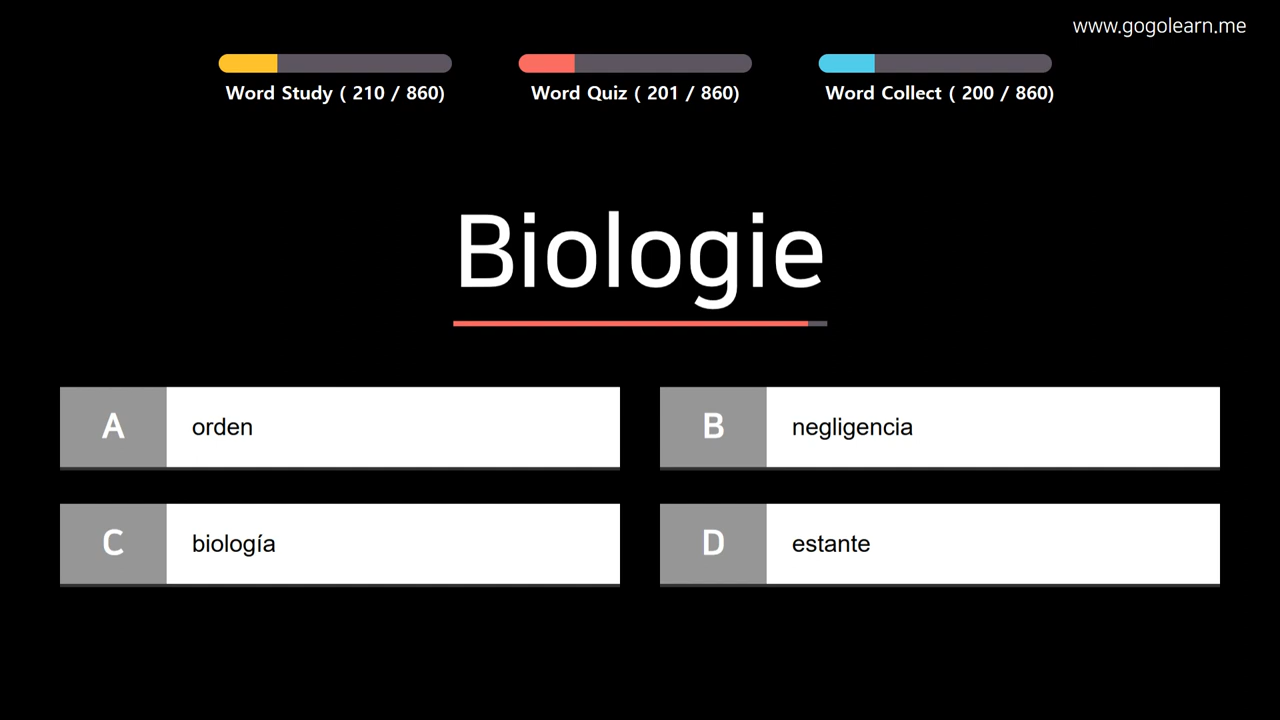 www.gogolearn.me
Word Study ( 210 / 860)
Word Quiz ( 201 / 860)
Word Collect ( 200 / 860)
Biologie
A
orden
B
negligencia
C
biología
D
estante